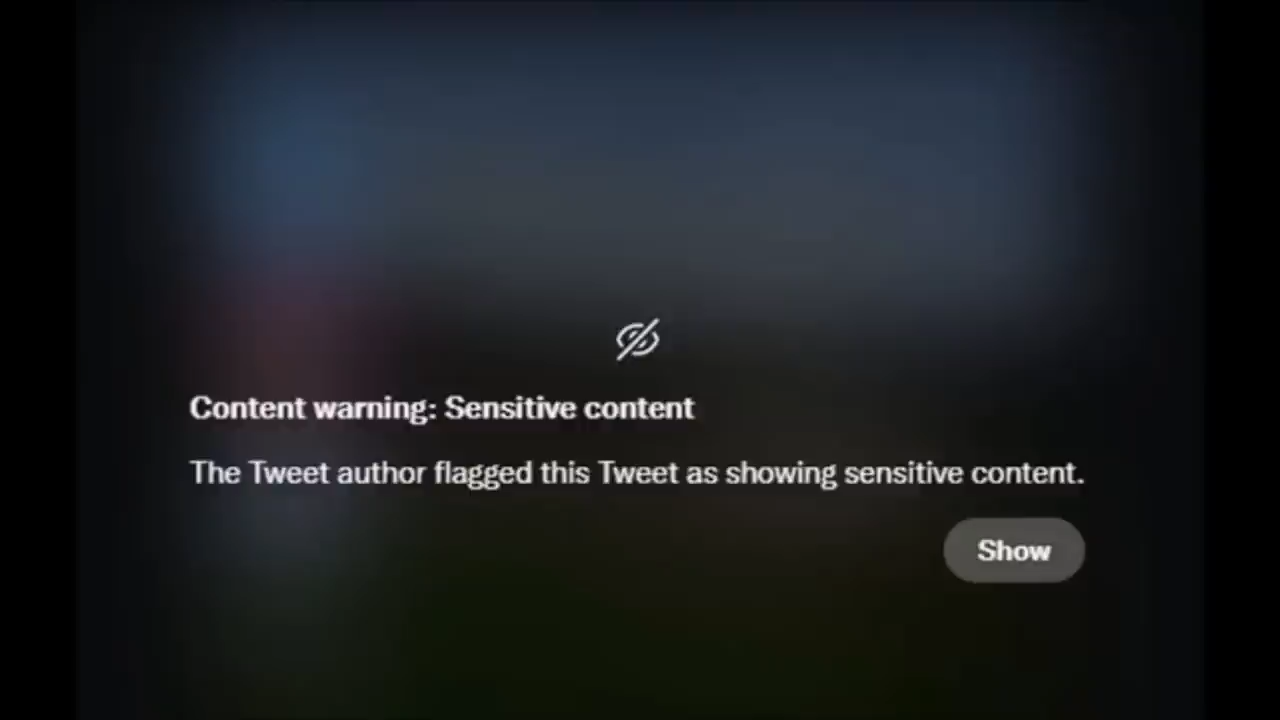 Content warning: Sensitive content
The Tweet author flagged this Tweet as showing sensitive content.
Show